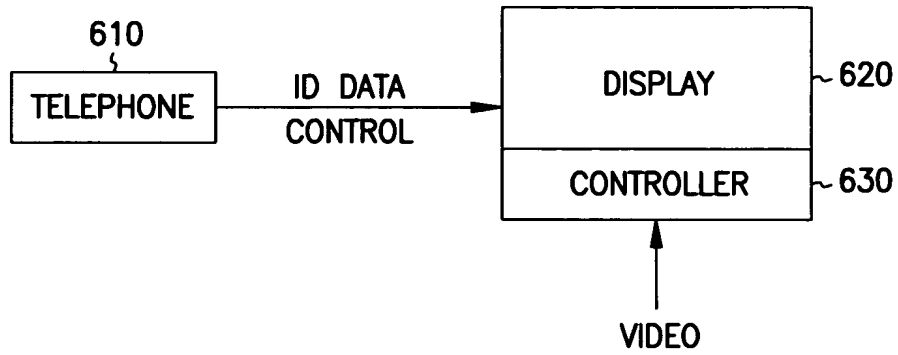 610
TELEPHONE
ID DATA
CONTROL
DISPLAY
620
CONTROLLER
630
VIDEO